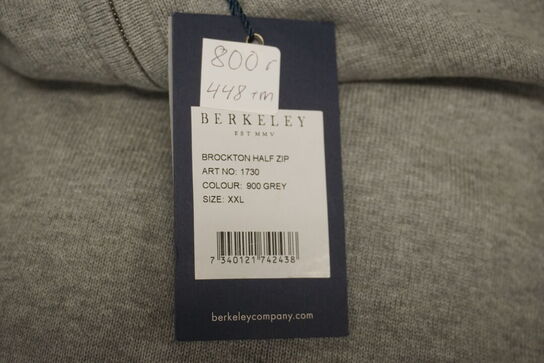 800 г
448 тм
BERKELEY
EST MMV
BROCKTON HALF ZIP
ART NO: 1730
COLOUR: 900 GREY
SIZE: XXL
7 340121 742438
berkeleycompany.com